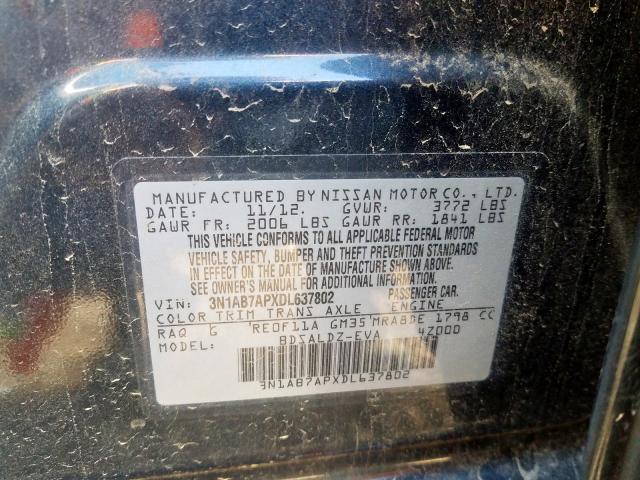 MANUFACTURED BY NISSAN MOTOR CO., LTD.
DATE: 11/12. GVWR: 3772 LBS
GAWR FR: 2006 LBS GAWR RR: 1841 LBS
THIS VEHICLE CONFORMS TO ALL APPLICABLE FEDERAL MOTOR
VEHICLE SAFETY, BUMPER AND THEFT PREVENTION STANDARDS
IN EFFECT ON THE DATE OF MANUFACTURE SHOWN ABOVE.
SEE OWNER'S MANUAL FOR ADDITIONAL INFORMATION.
VIN: 3N1AB7APXDL637802 PASSENGER CAR.
COLOR TRIM TRANS AXLE ENGINE
RAQ G RE0F11A GM35 MRA8DE 1798 CC
MODEL: BDSALDZ-EVA 4Z000
3N1AB7APXDL637802